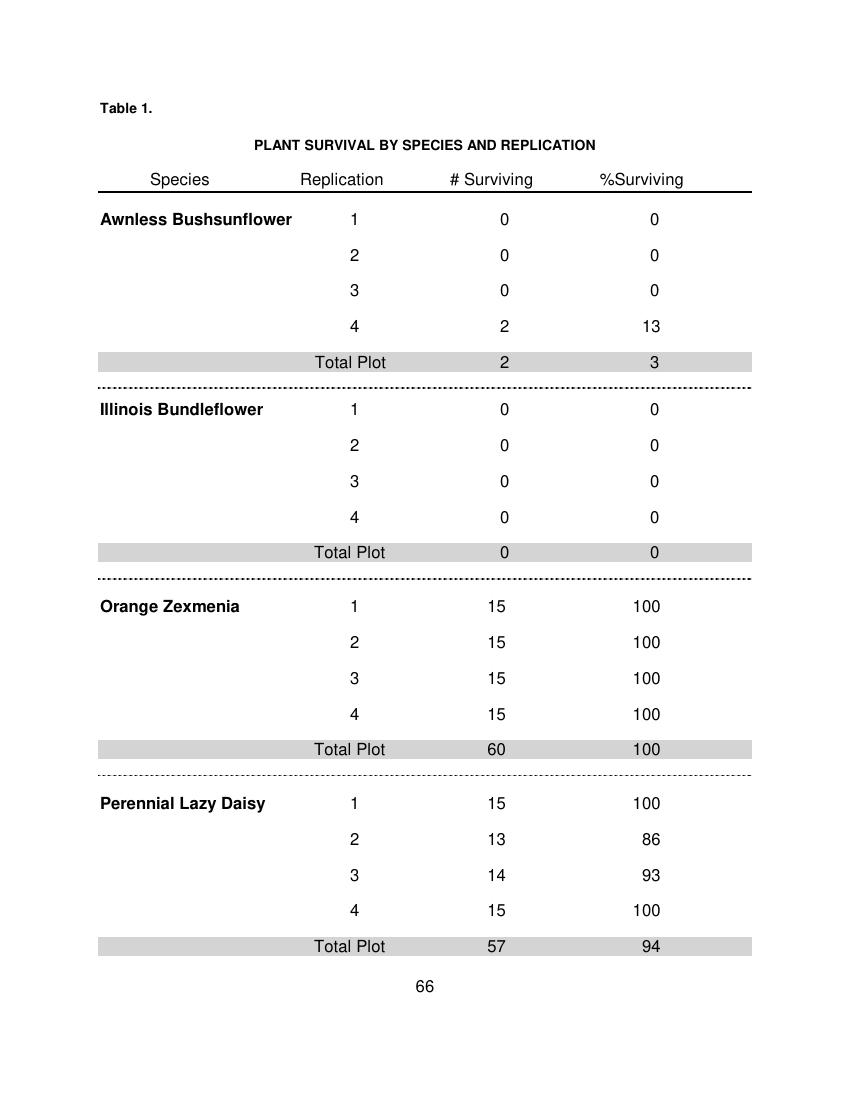 Table 1.
PLANT SURVIVAL BY SPECIES AND REPLICATION
Species Replication # Surviving %Surviving
Awnless Bushsunflower 1 0 0
2 0 0
3 0 0
4 2 13
Total Plot 2 3
Illinois Bundleflower 1 0 0
2 0 0
3 0 0
4 0 0
Total Plot 0 0
Orange Zexmenia 1 15 100
2 15 100
3 15 100
4 15 100
Total Plot 60 100
Perennial Lazy Daisy 1 15 100
2 13 86
3 14 93
4 15 100
Total Plot 57 94
66